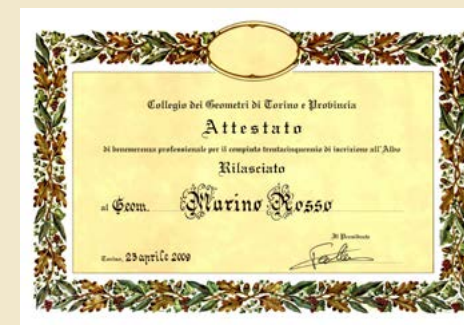 Collegio dei Geometri di Torino e Provincia
Attestato
di benemerenza professionale per il compiuto trentacinquennio di iscrizione all'Albo
Rilasciato
al Geom. Marino Rosso
Il Presidente
Torino, 23 aprile 2009